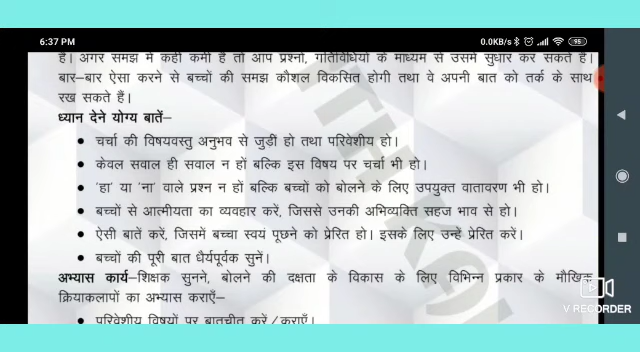 6:37 PM 0.0KB/s 95
है। अगर समझ में कहीं कमी है तो आप प्रश्नों, गतिविधियों के माध्यम से उसमें सुधार कर सकते हैं।
बार-बार ऐसा करने से बच्चों की समझ कौशल विकसित होगी तथा वे अपनी बात को तर्क के साथ
रख सकते हैं।
ध्यान देने योग्य बातें–
• चर्चा की विषयवस्तु अनुभव से जुडीं हो तथा परिवेशीय हो।
• केवल सवाल ही सवाल न हों बल्कि इस विषय पर चर्चा भी हो।
• 'हा' या 'ना' वाले प्रश्न न हों बल्कि बच्चों को बोलने के लिए उपयुक्त वातावरण भी हो।
• बच्चों से आत्मीयता का व्यवहार करें, जिससे उनकी अभिव्यक्ति सहज भाव से हो।
• ऐसी बातें करें, जिसमें बच्चा स्वयं पूछने को प्रेरित हो। इसके लिए उन्हें प्रेरित करें।
• बच्चों की पूरी बात धैर्यपूर्वक सुनें।
अभ्यास कार्य–शिक्षक सुनने, बोलने की दक्षता के विकास के लिए विभिन्न प्रकार के मौखिक
क्रियाकलापों का अभ्यास कराएँ–
• परिवेशीय विषयों पर बातचीत करें/कराएँ।
V RECORDER